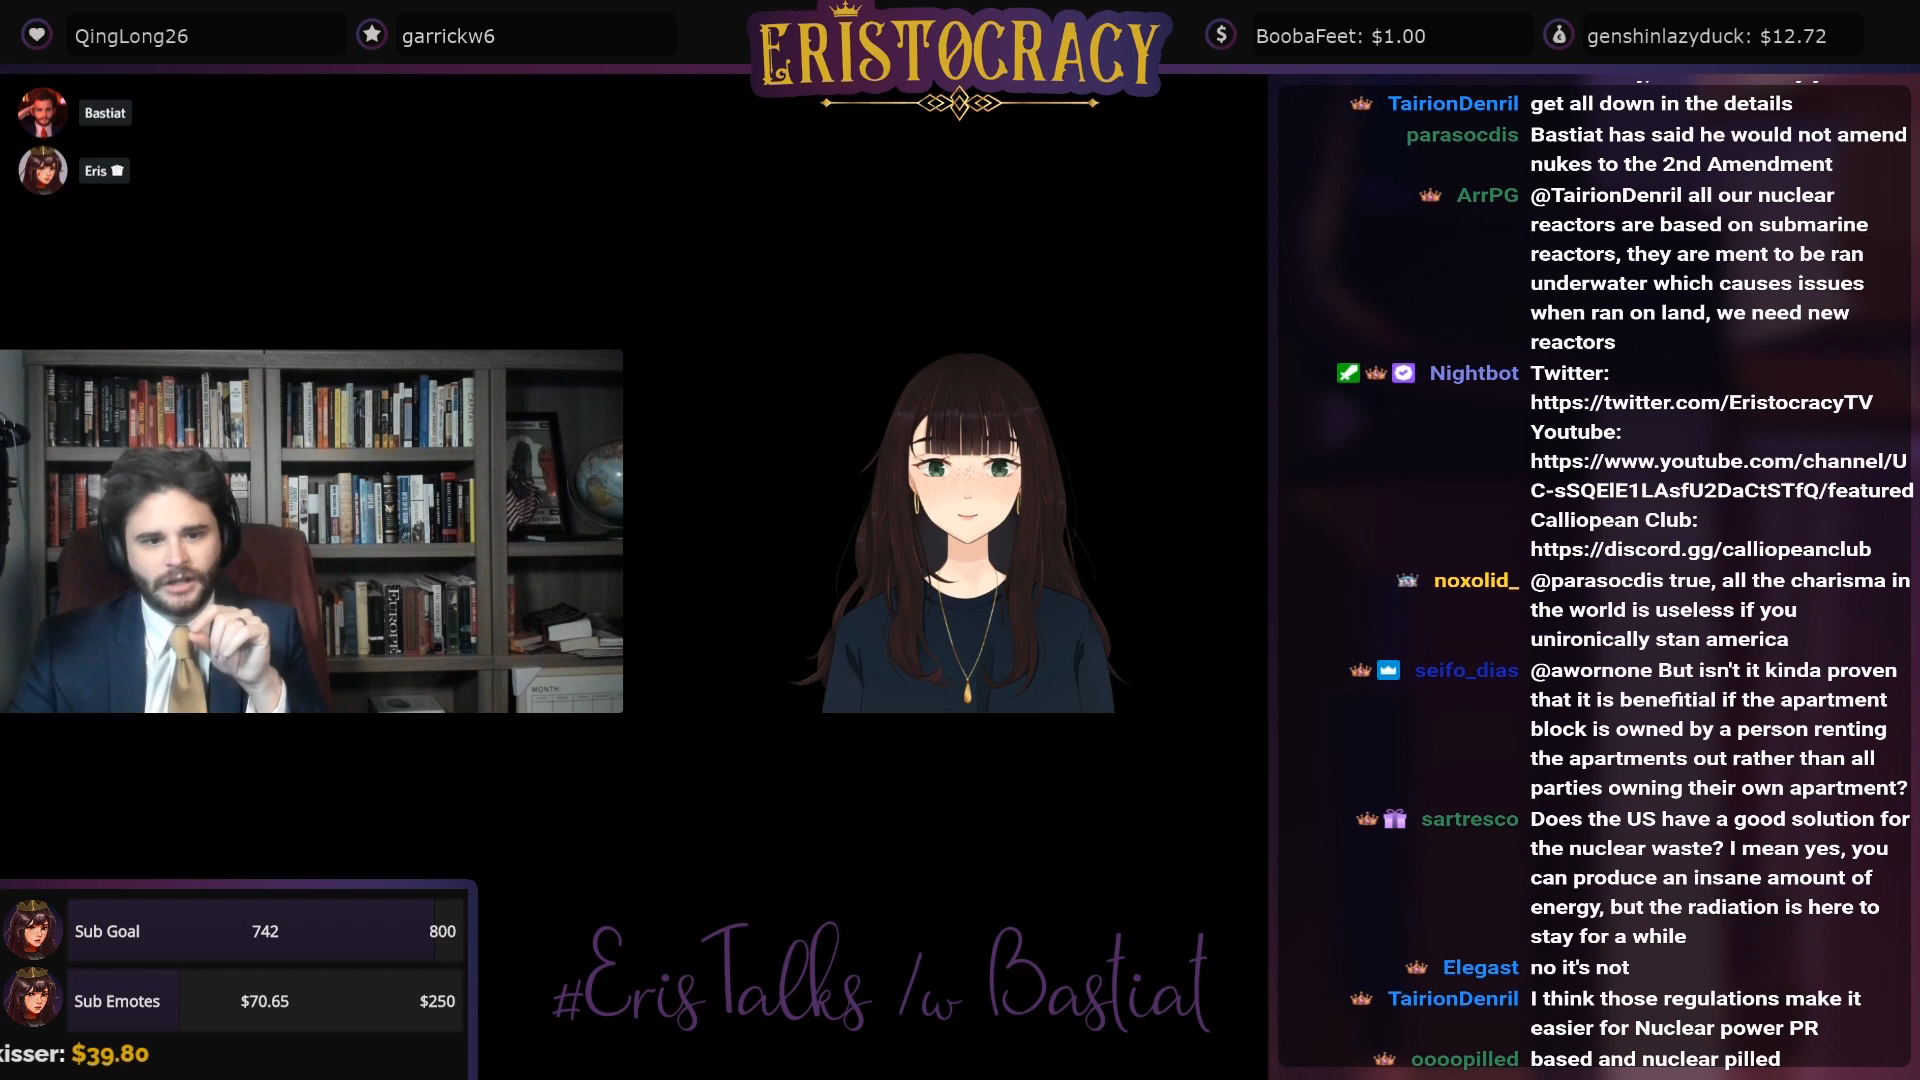 QingLong26
garrickw6
ERISTOCRACY
BoobaFeet: $1.00
genshinlazyduck: $12.72
Bastiat
Eris
TairionDenril get all down in the details
parasocdis Bastiat has said he would not amend
nukes to the 2nd Amendment
ArrPG @TairionDenril all our nuclear
reactors are based on submarine
reactors, they are ment to be ran
underwater which causes issues
when ran on land, we need new
reactors
Nightbot Twitter:
https://twitter.com/EristocracyTV
Youtube:
https://www.youtube.com/channel/U
C-sSQElE1LAsfU2DaCtSTfQ/featured
Calliopean Club:
https://discord.gg/calliopeanclub
noxolid_ @parasocdis true, all the charisma in
the world is useless if you
unironically stan america
seifo_dias @awornone But isn't it kinda proven
that it is benefitial if the apartment
block is owned by a person renting
the apartments out rather than all
parties owning their own apartment?
sartresco Does the US have a good solution for
the nuclear waste? I mean yes, you
can produce an insane amount of
energy, but the radiation is here to
stay for a while
Elegast no it's not
TairionDenril I think those regulations make it
easier for Nuclear power PR
oooopilled based and nuclear pilled
EUROPE
MONTH:
Sub Goal 742 800
Sub Emotes $70.65 $250
kisser: $39.80
#ErisTalks /w Bastiat